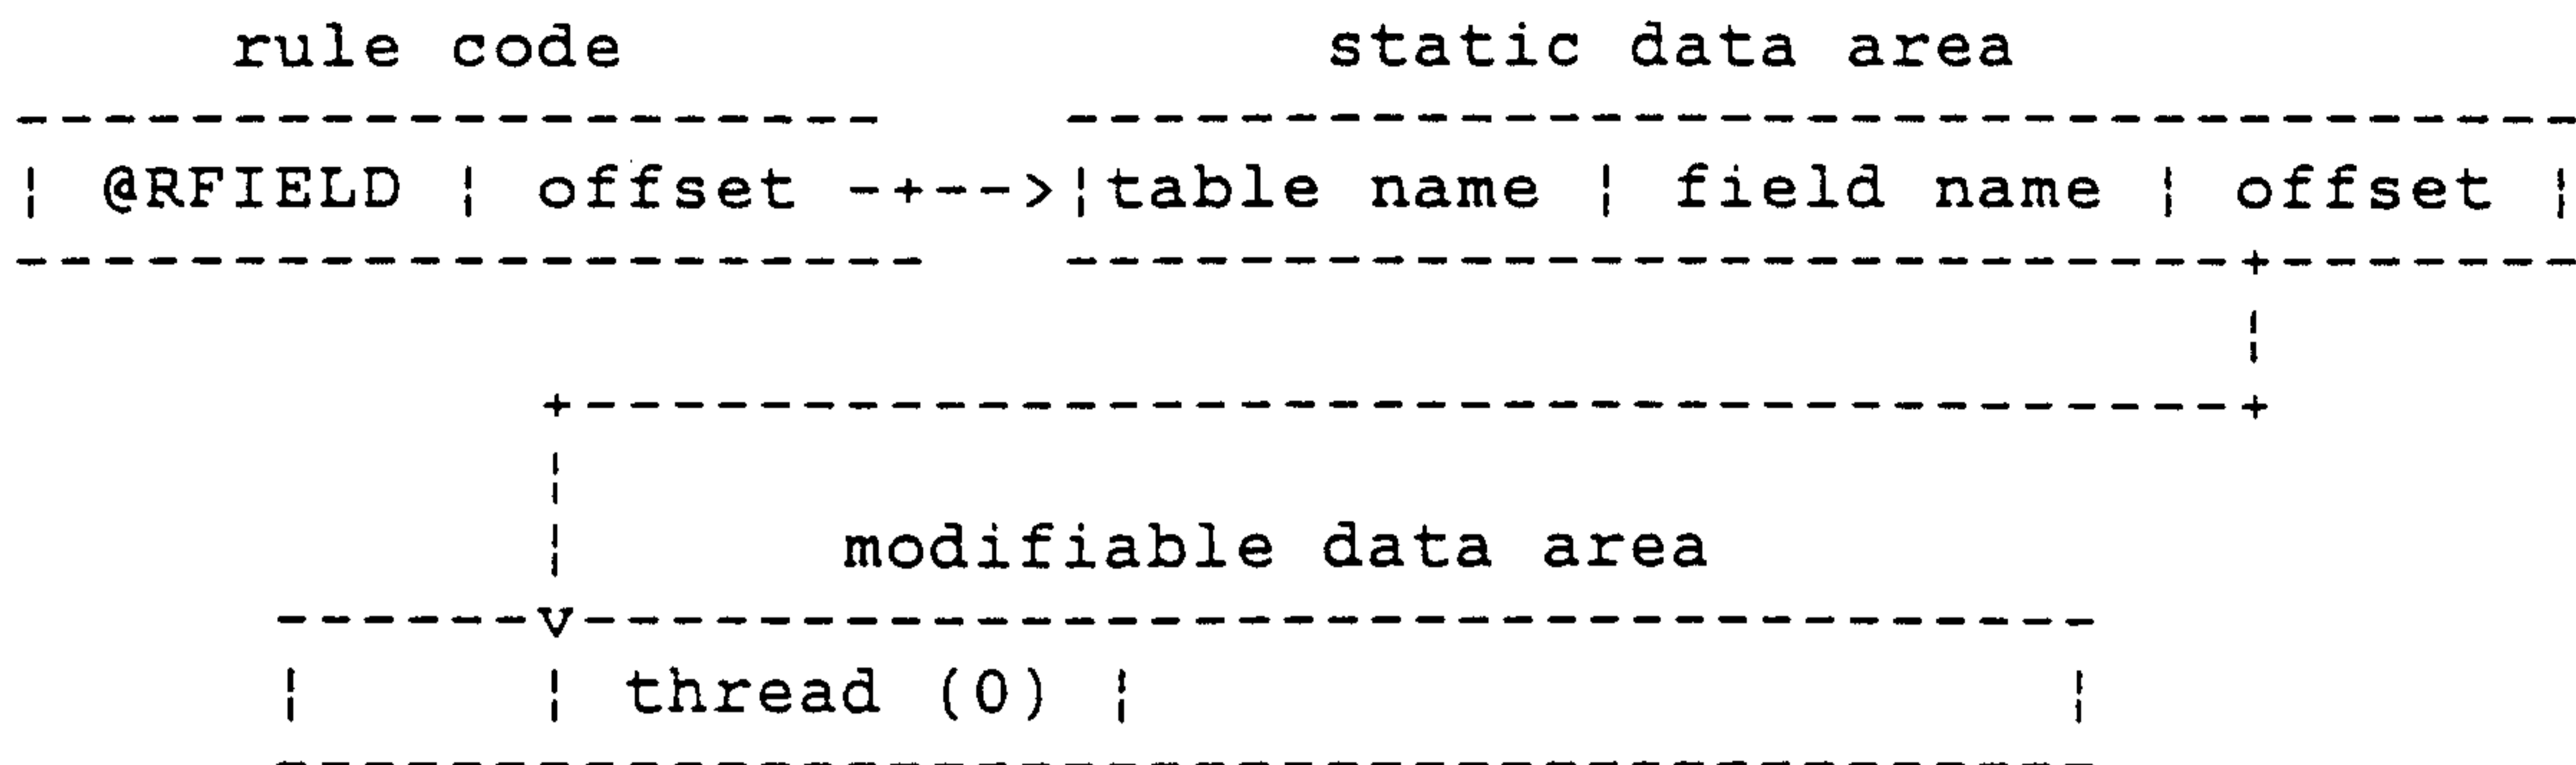 rule code static data area
| @RFIELD | offset -+-->|table name | field name | offset |
modifiable data area
| | thread (0) | |